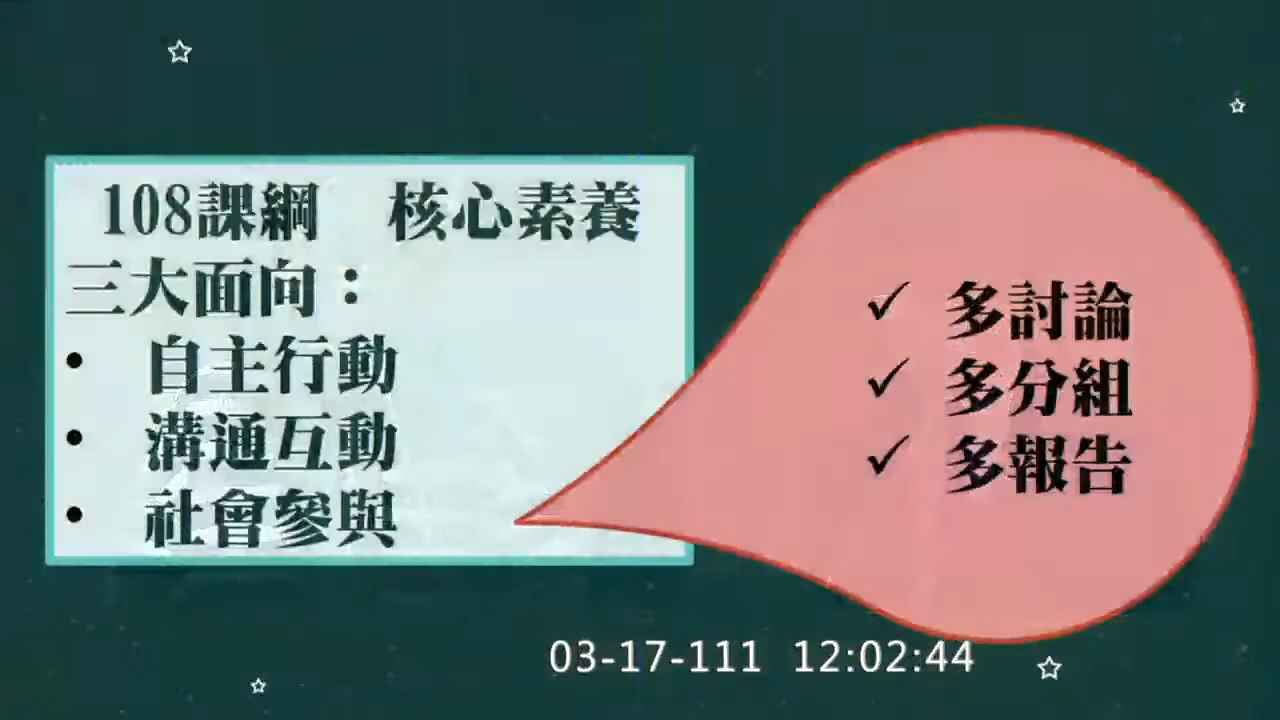 108課綱 核心素養
三大面向：
• 自主行動
• 溝通互動
• 社會參與
✓ 多討論
✓ 多分組
✓ 多報告
03-17-111 12:02:44